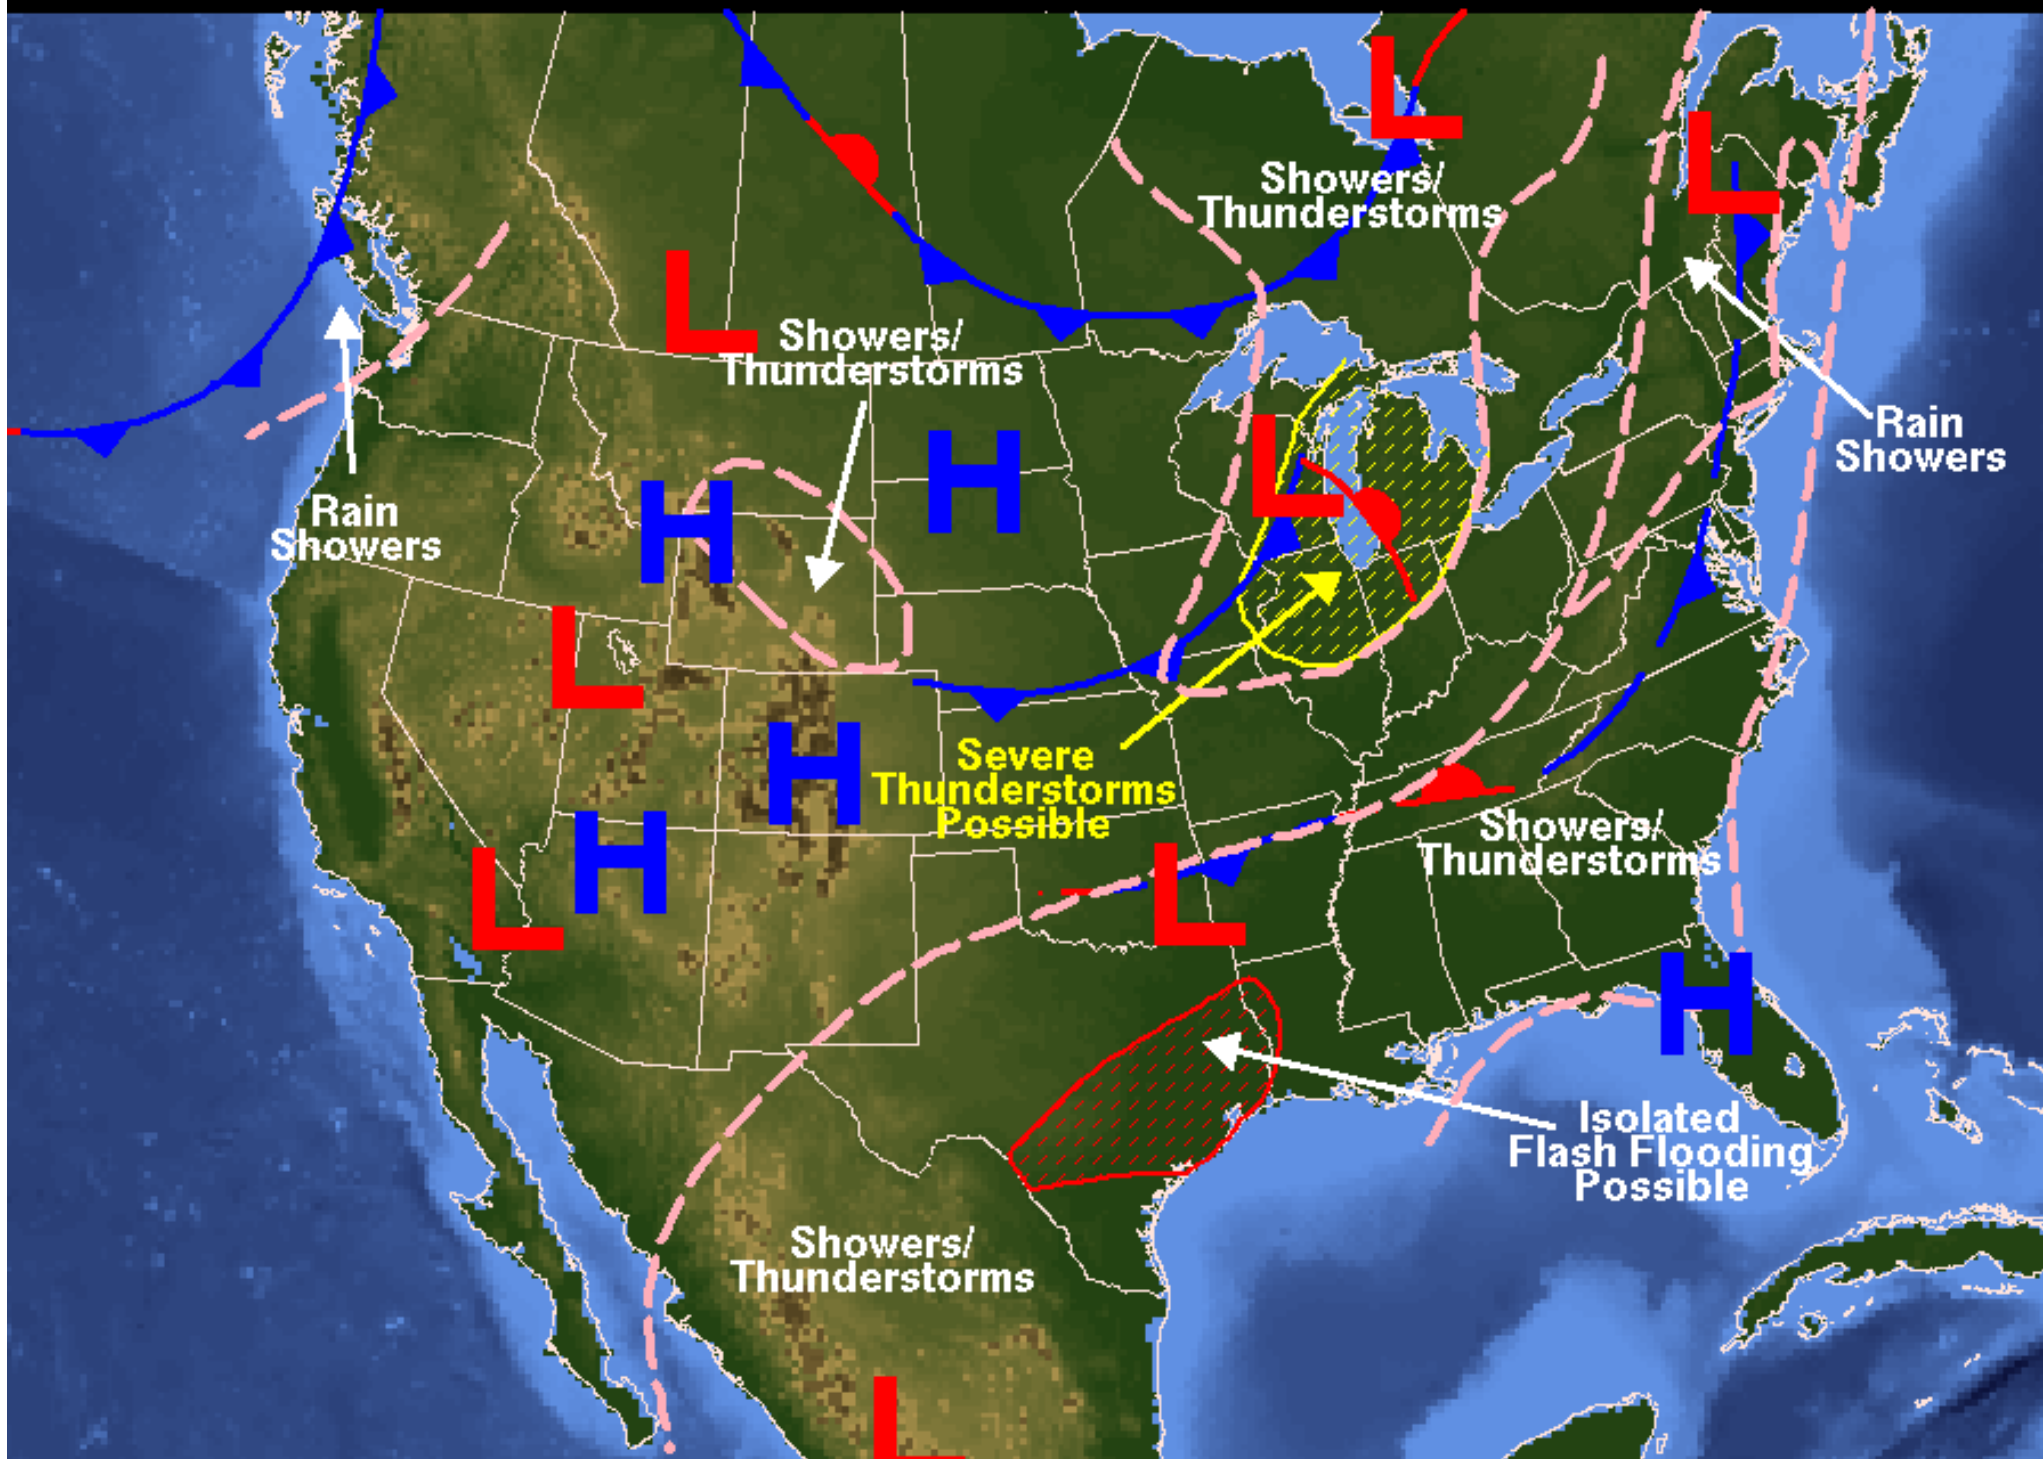 L
L
Showers/
Thunderstorms
L
Showers/
Thunderstorms
Rain
Showers
L
H
H
Rain
Showers
L
H
Severe
Thunderstorms
Possible
Showers/
Thunderstorms
H
L
L
H
Isolated
Flash Flooding
Possible
Showers/
Thunderstorms
L